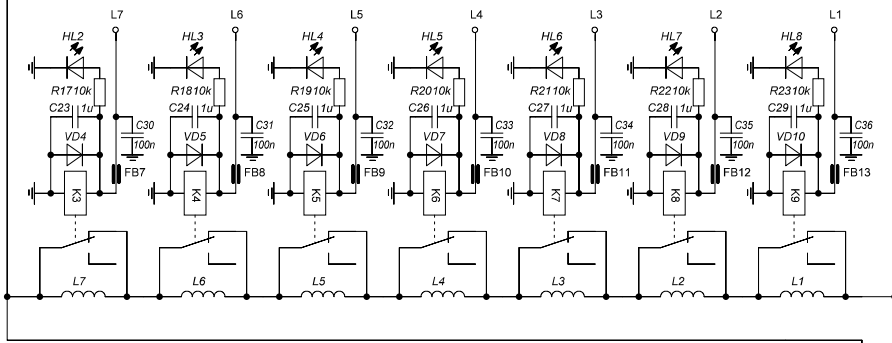 L7 L6 L5 L4 L3 L2 L1
HL2 HL3 HL4 HL5 HL6 HL7 HL8
R17 10k R18 10k R19 10k R20 10k R21 10k R22 10k R23 10k
C23 1u C24 1u C25 1u C26 1u C27 1u C28 1u C29 1u
C30 C31 C32 C33 C34 C35 C36
VD4 100n VD5 100n VD6 100n VD7 100n VD8 100n VD9 100n VD10 100n
FB7 FB8 FB9 FB10 FB11 FB12 FB13
K3 K4 K5 K6 K7 K8 K9
L7 L6 L5 L4 L3 L2 L1